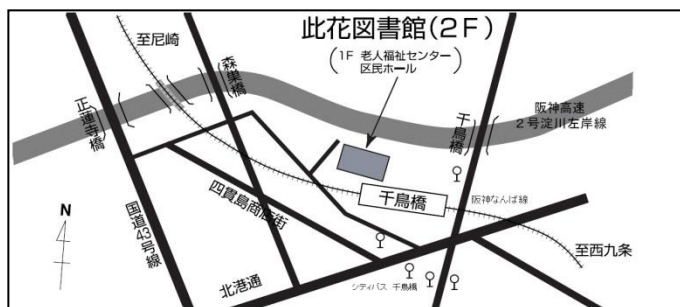 此花図書館(2F)
(1F 老人福祉センター
区民ホール)
至尼崎
森巣橋
正蓮寺橋
千鳥橋
阪神高速
2号淀川左岸線
千鳥橋
阪神なんば線
四貫島商店街
国道43号線
N
至西九条
北港通
シティバス 千鳥橋